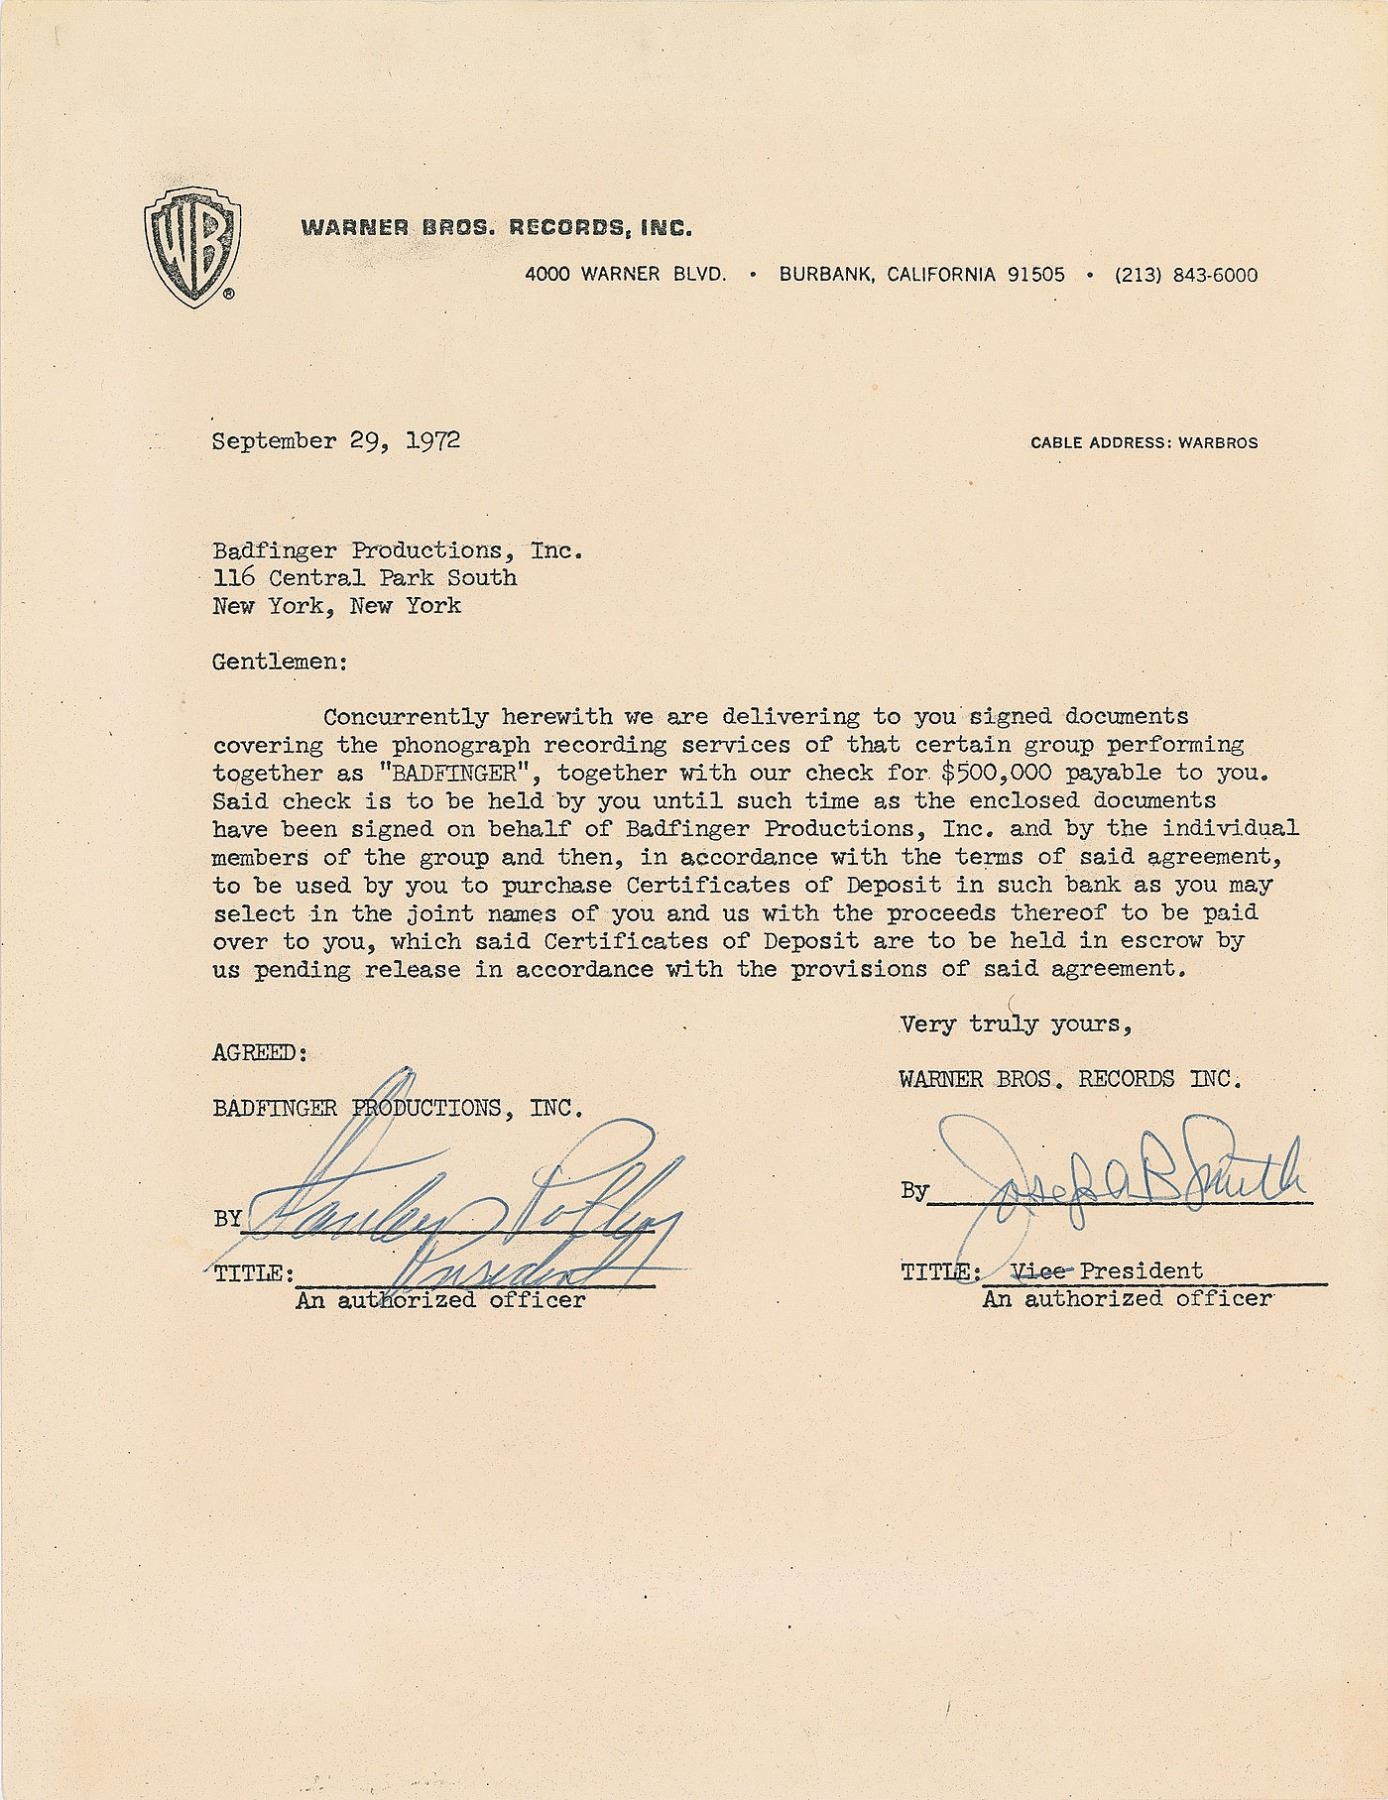 WB®
WARNER BROS. RECORDS, INC.
4000 WARNER BLVD. • BURBANK, CALIFORNIA 91505 • (213) 843-6000
September 29, 1972
CABLE ADDRESS: WARBROS
Badfinger Productions, Inc.
116 Central Park South
New York, New York
Gentlemen:
Concurrently herewith we are delivering to you signed documents
covering the phonograph recording services of that certain group performing
together as "BADFINGER", together with our check for $500,000 payable to you.
Said check is to be held by you until such time as the enclosed documents
have been signed on behalf of Badfinger Productions, Inc. and by the individual
members of the group and then, in accordance with the terms of said agreement,
to be used by you to purchase Certificates of Deposit in such bank as you may
select in the joint names of you and us with the proceeds thereof to be paid
over to you, which said Certificates of Deposit are to be held in escrow by
us pending release in accordance with the provisions of said agreement.
Very truly yours,
AGREED:
WARNER BROS. RECORDS INC.
BADFINGER PRODUCTIONS, INC.
By Joseph B Smith
BY Stanley Polley
TITLE: Vice President
An authorized officer
TITLE: President
An authorized officer